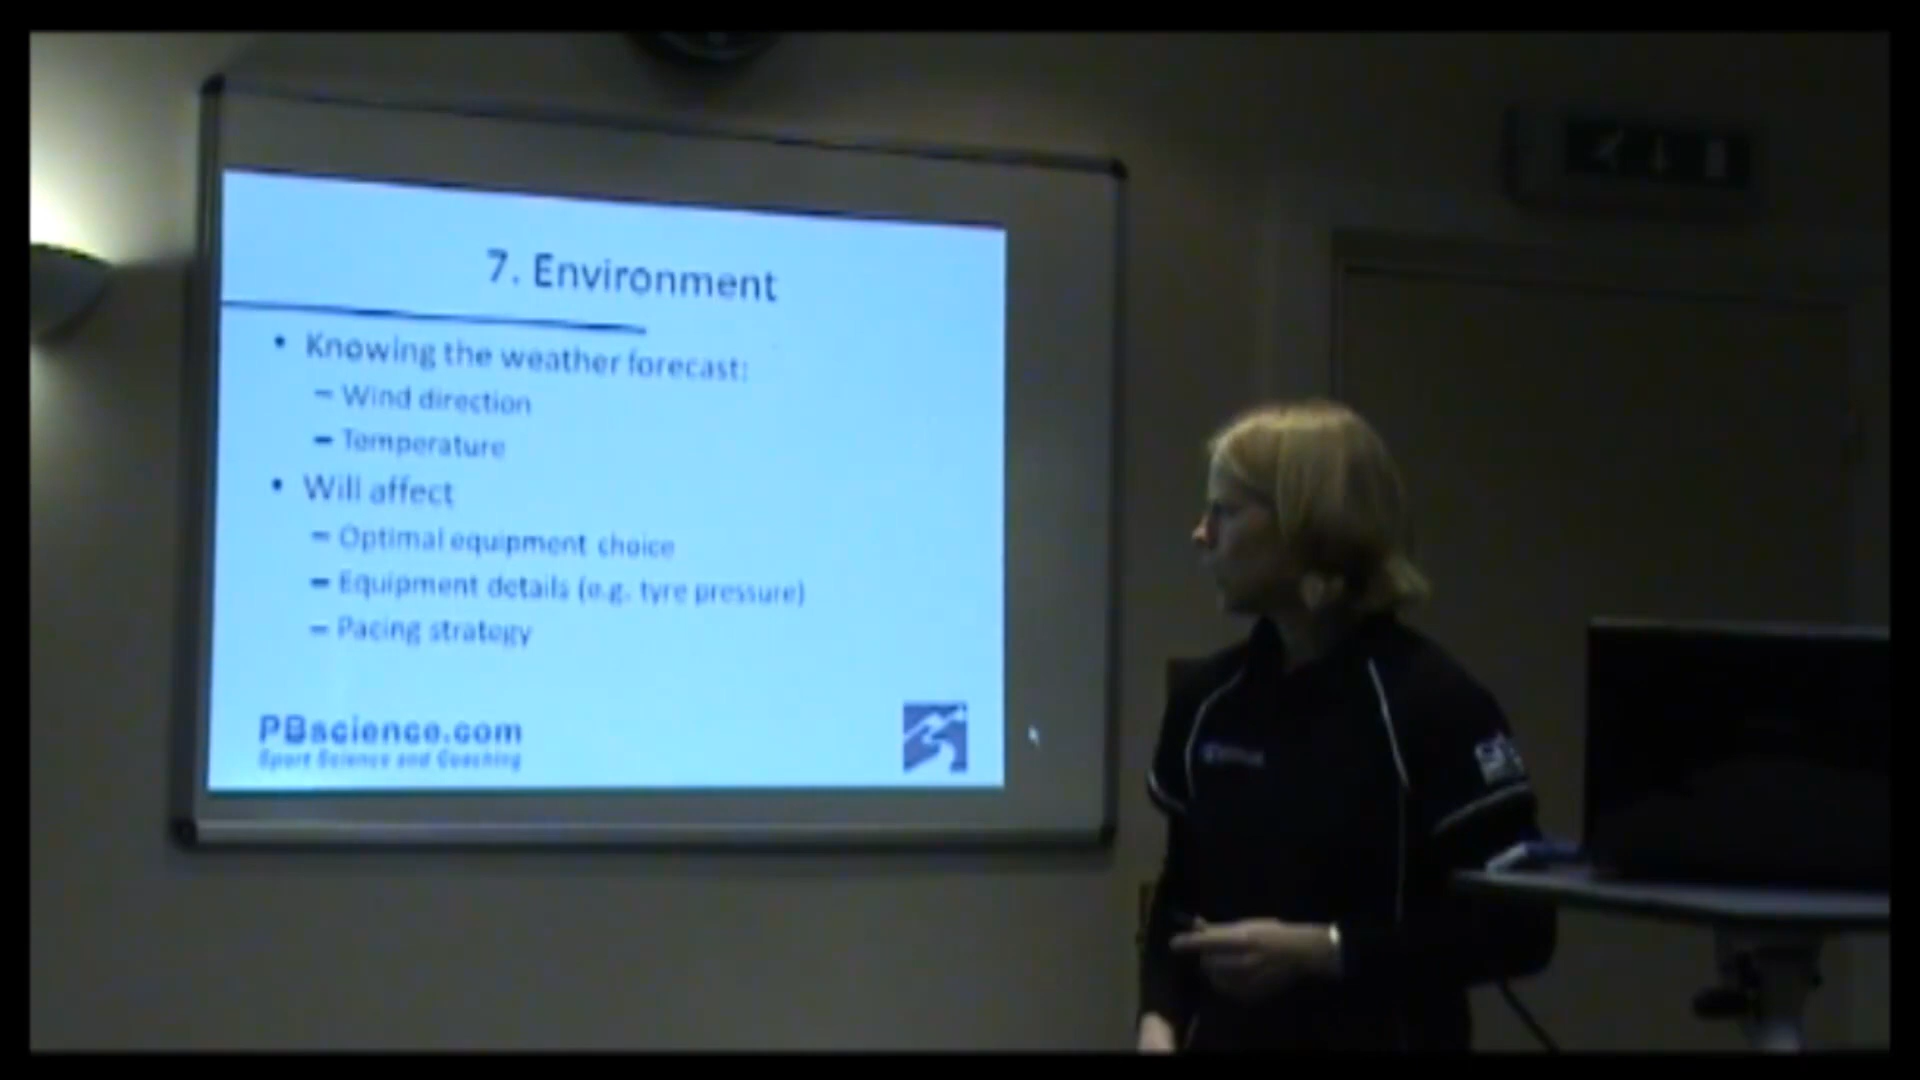 7. Environment
• Knowing the weather forecast:
– Wind direction
– Temperature
• Will affect
– Optimal equipment choice
– Equipment details (e.g. tyre pressure)
– Pacing strategy
PBscience.com
Sport Science and Coaching